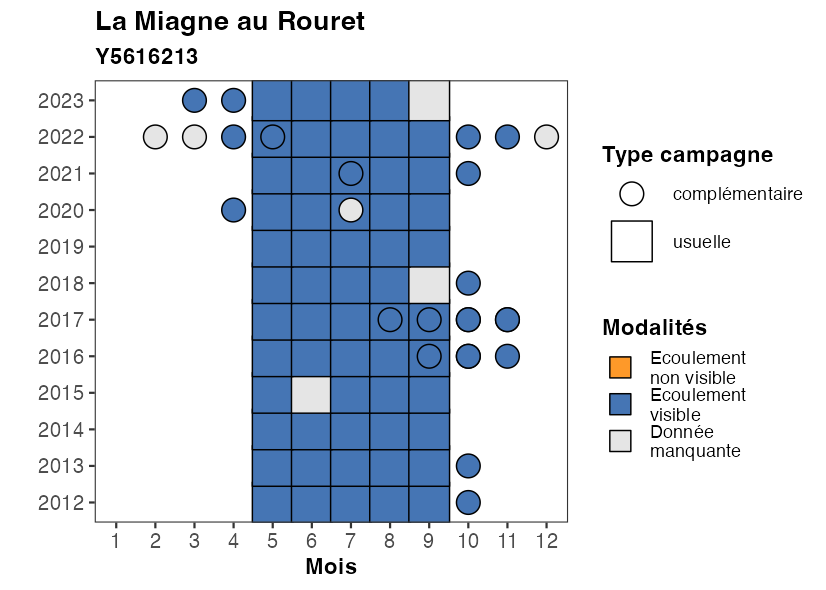 La Miagne au Rouret
Y5616213
2023
2022
2021
2020
2019
2018
2017
2016
2015
2014
2013
2012
1 2 3 4 5 6 7 8 9 10 11 12
Mois
Type campagne
complémentaire
usuelle
Modalités
Ecoulement
non visible
Ecoulement
visible
Donnée
manquante